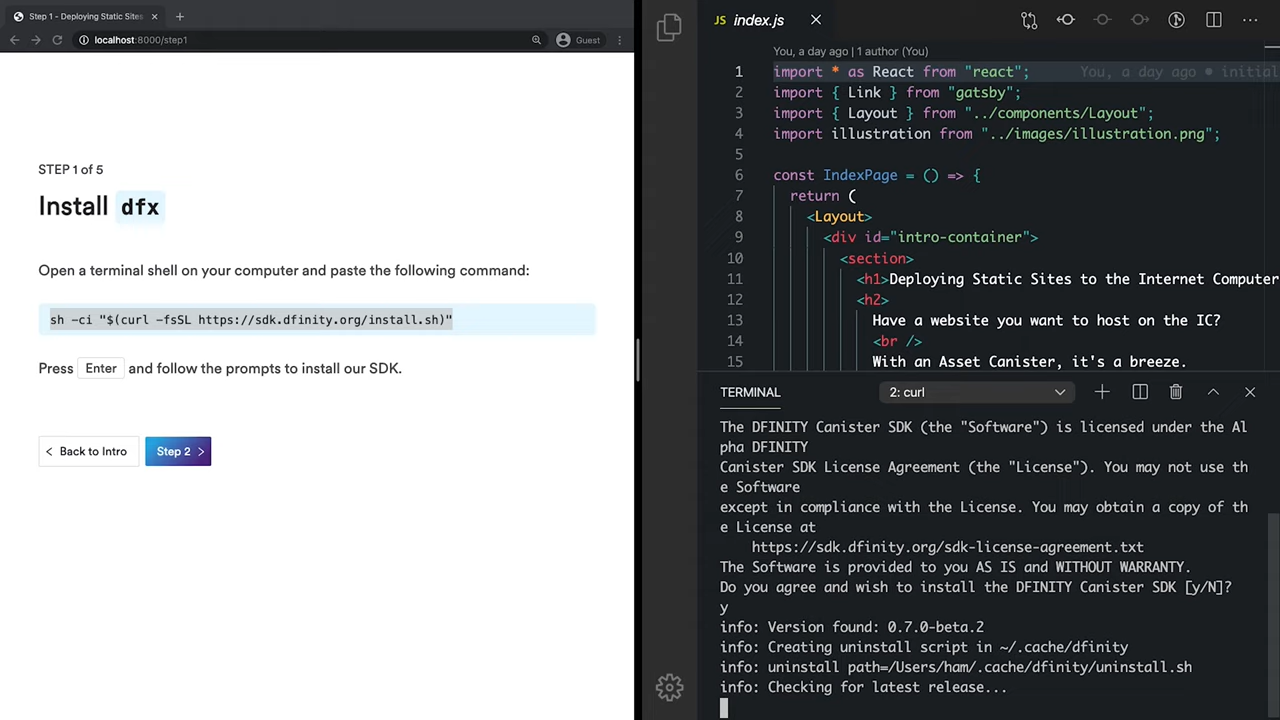 Step 1 - Deploying Static Sites
localhost:8000/step1
Guest
STEP 1 of 5
Install dfx
Open a terminal shell on your computer and paste the following command:
sh -ci "$(curl -fsSL https://sdk.dfinity.org/install.sh)"
Press Enter and follow the prompts to install our SDK.
< Back to Intro
Step 2 >
JS index.js
You, a day ago | 1 author (You)
1 import * as React from "react"; You, a day ago • initial
2 import { Link } from "gatsby";
3 import { Layout } from "../components/Layout";
4 import illustration from "../images/illustration.png";
5
6 const IndexPage = () => {
7 return (
8 <Layout>
9 <div id="intro-container">
10 <section>
11 <h1>Deploying Static Sites to the Internet Computer
12 <h2>
13 Have a website you want to host on the IC?
14 <br />
15 With an Asset Canister, it's a breeze.
TERMINAL
2: curl
The DFINITY Canister SDK (the "Software") is licensed under the Al
pha DFINITY
Canister SDK License Agreement (the "License"). You may not use th
e Software
except in compliance with the License. You may obtain a copy of th
e License at
https://sdk.dfinity.org/sdk-license-agreement.txt
The Software is provided to you AS IS and WITHOUT WARRANTY.
Do you agree and wish to install the DFINITY Canister SDK [y/N]?
y
info: Version found: 0.7.0-beta.2
info: Creating uninstall script in ~/.cache/dfinity
info: uninstall path=/Users/ham/.cache/dfinity/uninstall.sh
info: Checking for latest release...